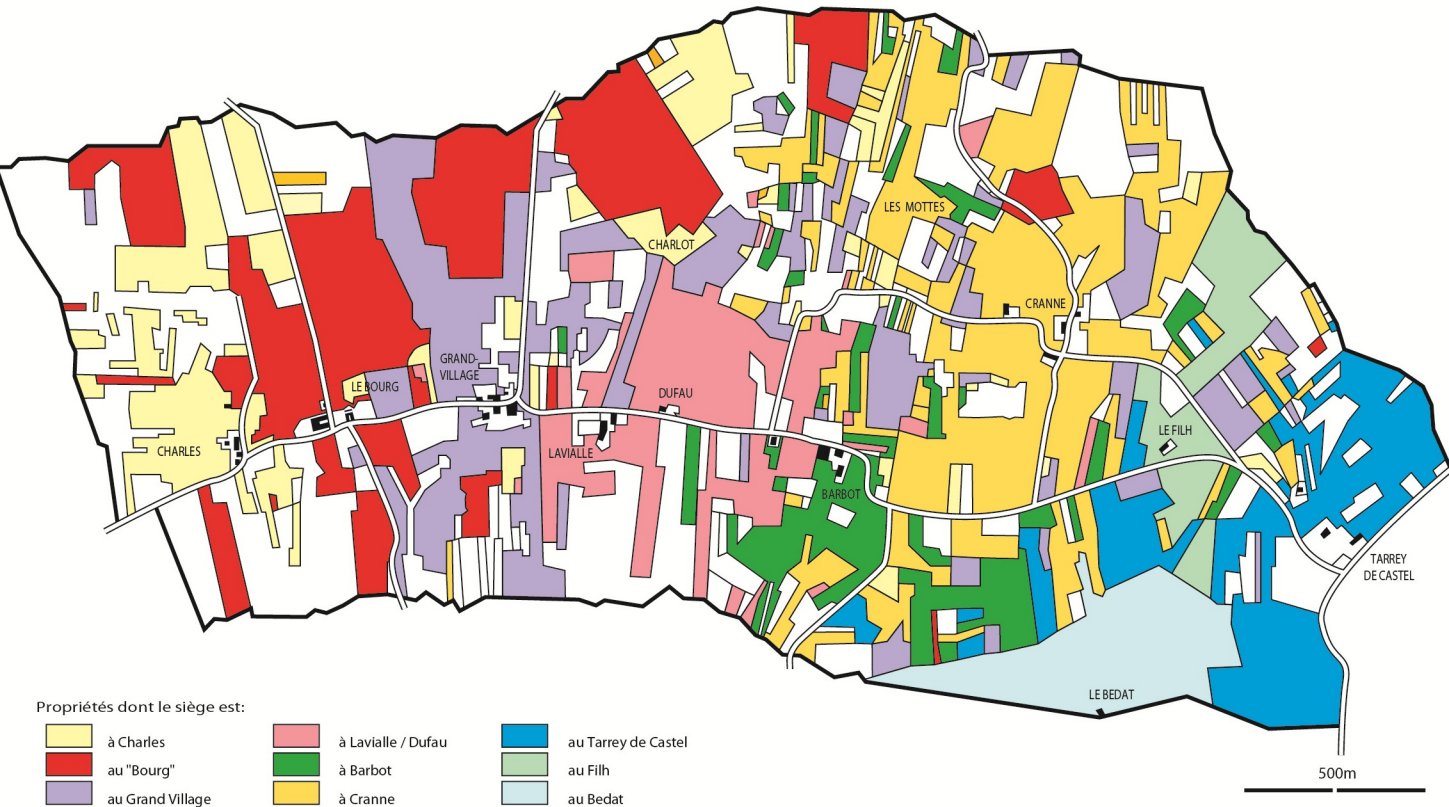 LES MOTTES
CHARLOT
CRANNE
GRAND-
VILLAGE
LE BOURG
DUFAU
CHARLES
LAVIALLE
LE FILH
BARBOT
TARREY
DE CASTEL
LE BEDAT
Propriétés dont le siège est:
à Charles
au "Bourg"
au Grand Village
à Lavialle / Dufau
à Barbot
à Cranne
au Tarrey de Castel
au Filh
au Bedat
500m